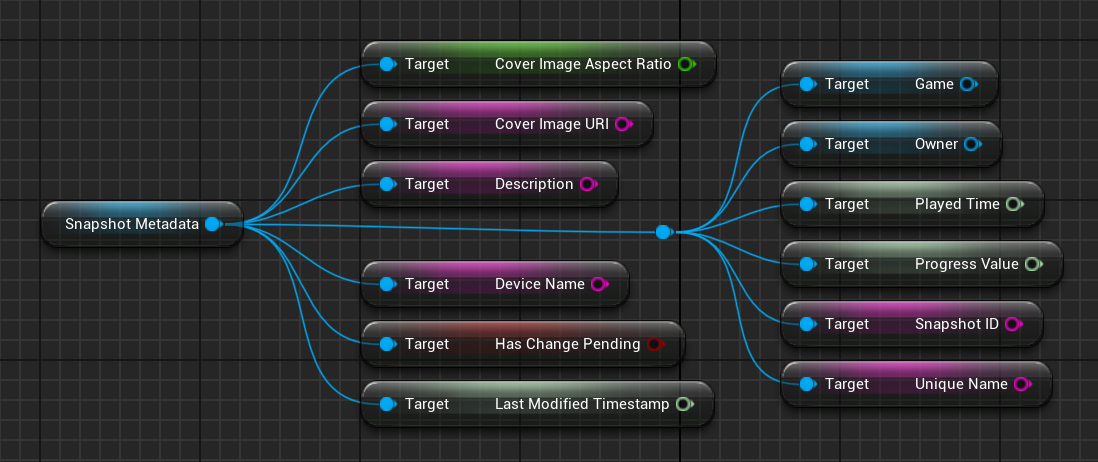 Snapshot Metadata
Target Cover Image Aspect Ratio
Target Cover Image URI
Target Description
Target Device Name
Target Has Change Pending
Target Last Modified Timestamp
Target Game
Target Owner
Target Played Time
Target Progress Value
Target Snapshot ID
Target Unique Name